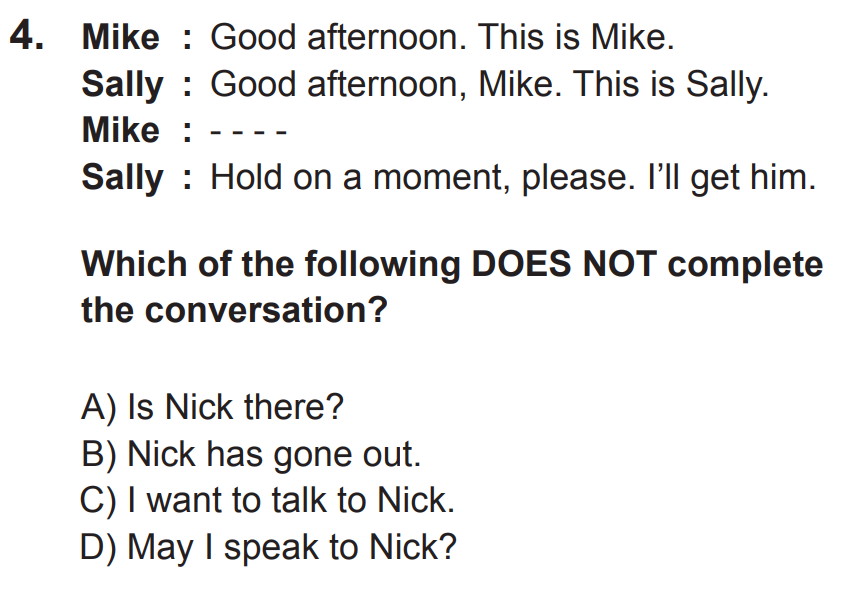 4. Mike : Good afternoon. This is Mike.
Sally : Good afternoon, Mike. This is Sally.
Mike : - - - -
Sally : Hold on a moment, please. I’ll get him.
Which of the following DOES NOT complete
the conversation?
A) Is Nick there?
B) Nick has gone out.
C) I want to talk to Nick.
D) May I speak to Nick?